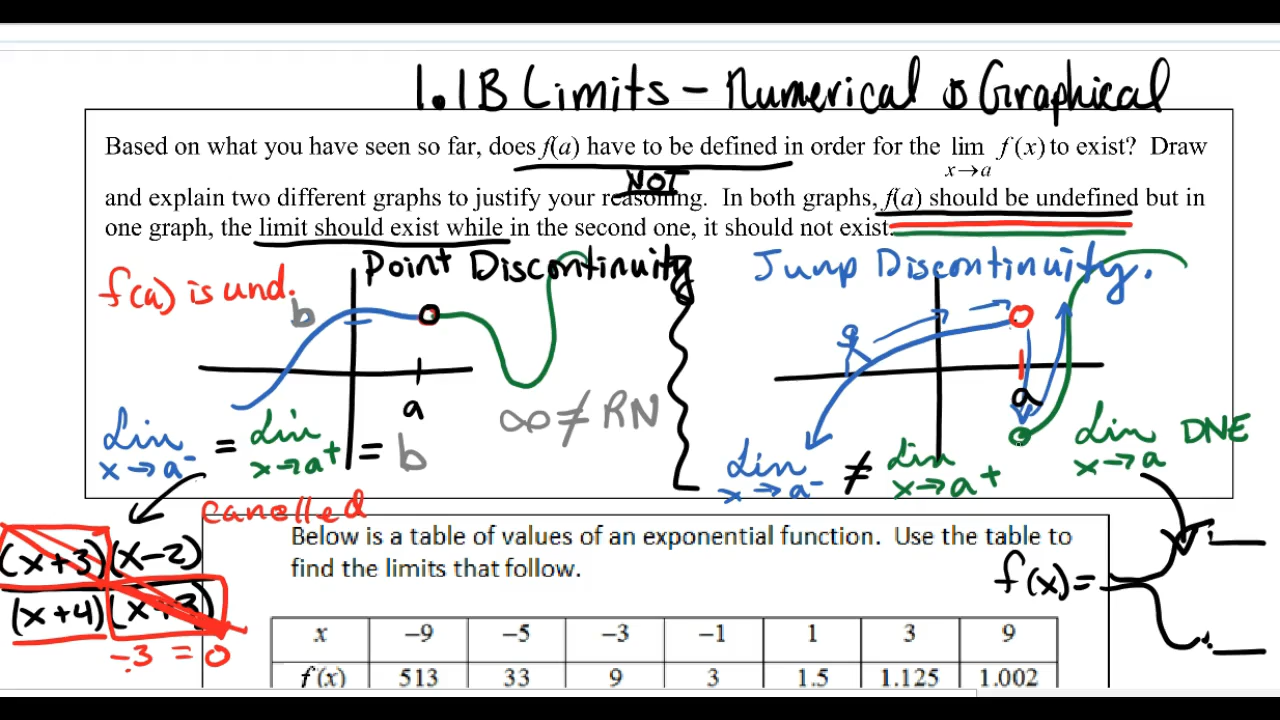 1.1B Limits - Numerical & Graphical
Based on what you have seen so far, does f(a) have to be defined in order for the lim x→a f(x) to exist? Draw
NOT
and explain two different graphs to justify your reasoning. In both graphs, f(a) should be undefined but in
one graph, the limit should exist while in the second one, it should not exist.
f(a) is und.
Point Discontinuity
b
a
∞ ≠ RN
Lim x→a⁻ = Lim x→a⁺ = b
Jump Discontinuity.
a
Lim x→a⁻ ≠ Lim x→a⁺
Lim x→a DNE
canelled
(x+3)(x-2)
(x+4)(x+3)
-3 = 0
Below is a table of values of an exponential function. Use the table to
find the limits that follow.
f(x)=
x –9 –5 –3 –1 1 3 9
f(x) 513 33 9 3 1.5 1.125 1.002